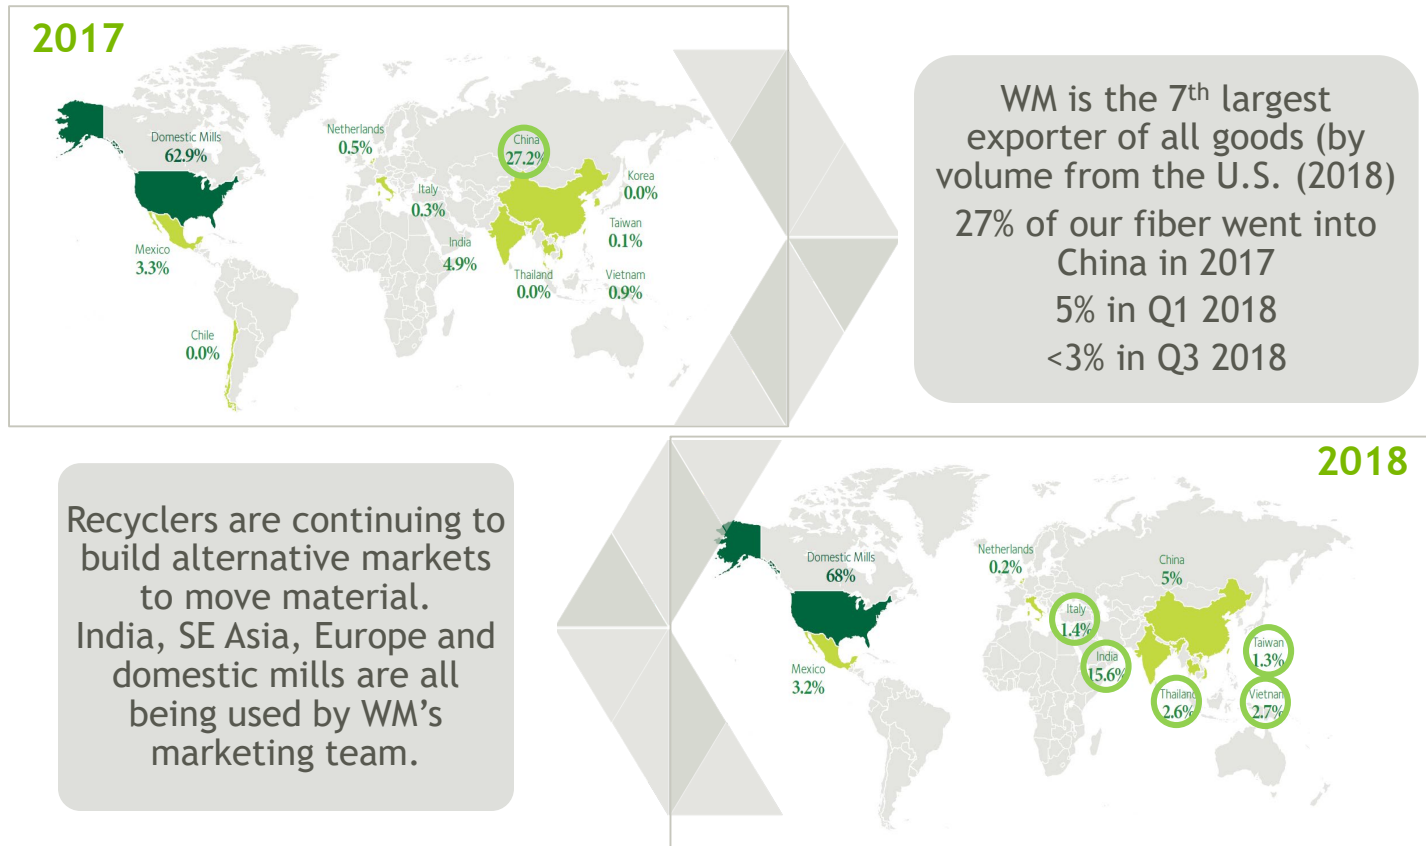 2017
Domestic Mills
62.9%
Netherlands
0.5%
China
27.2%
Korea
0.0%
Italy
0.3%
Taiwan
0.1%
India
4.9%
Mexico
3.3%
Thailand
0.0%
Vietnam
0.9%
Chile
0.0%
WM is the 7th largest
exporter of all goods (by
volume from the U.S. (2018)
27% of our fiber went into
China in 2017
5% in Q1 2018
<3% in Q3 2018
Recyclers are continuing to
build alternative markets
to move material.
India, SE Asia, Europe and
domestic mills are all
being used by WM’s
marketing team.
2018
Domestic Mills
68%
Netherlands
0.2%
China
5%
Italy
1.4%
Taiwan
1.3%
India
15.6%
Mexico
3.2%
Thailand
2.6%
Vietnam
2.7%